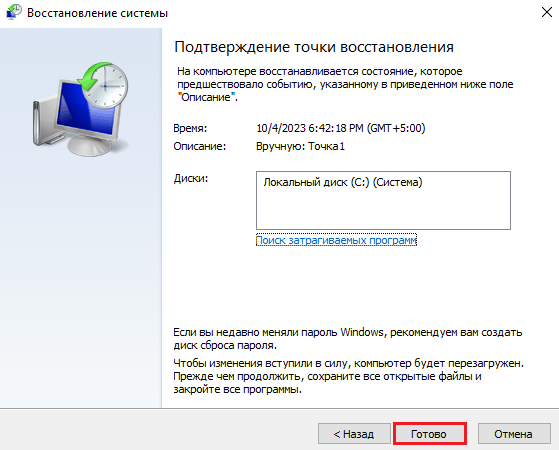 Восстановление системы
Подтверждение точки восстановления
На компьютере восстанавливается состояние, которое
предшествовало событию, указанному в приведенном ниже поле
"Описание".
Время: 10/4/2023 6:42:18 PM (GMT+5:00)
Описание: Вручную: Точка1
Диски: Локальный диск (C:) (Система)
Поиск затрагиваемых программ
Если вы недавно меняли пароль Windows, рекомендуем вам создать
диск сброса пароля.
Чтобы изменения вступили в силу, компьютер будет перезагружен.
Прежде чем продолжить, сохраните все открытые файлы и
закройте все программы.
< Назад Готово Отмена